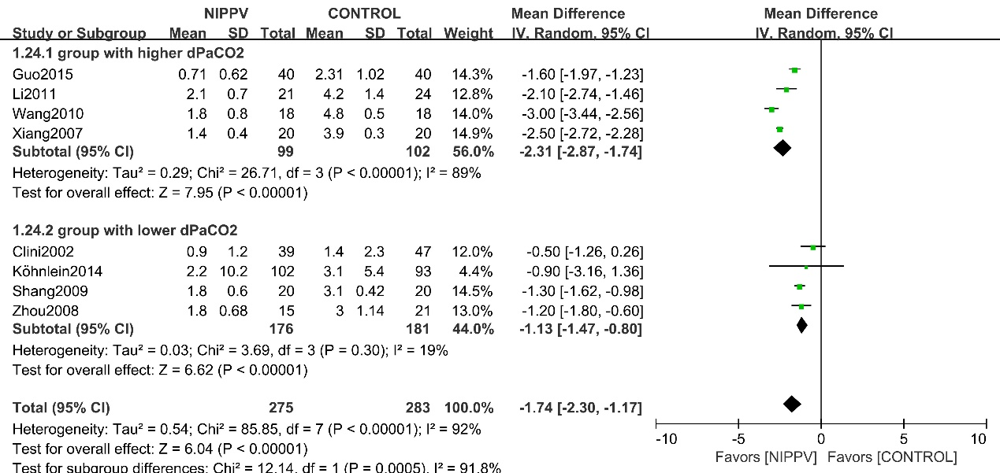 NIPPV CONTROL Mean Difference Mean Difference
Study or Subgroup Mean SD Total Mean SD Total Weight IV. Random. 95% CI IV. Random. 95% CI
1.24.1 group with higher dPaCO2
Guo2015 0.71 0.62 40 2.31 1.02 40 14.3% -1.60 [-1.97, -1.23]
Li2011 2.1 0.7 21 4.2 1.4 24 12.8% -2.10 [-2.74, -1.46]
Wang2010 1.8 0.8 18 4.8 0.5 18 14.0% -3.00 [-3.44, -2.56]
Xiang2007 1.4 0.4 20 3.9 0.3 20 14.9% -2.50 [-2.72, -2.28]
Subtotal (95% CI) 99 102 56.0% -2.31 [-2.87, -1.74]
Heterogeneity: Tau² = 0.29; Chi² = 26.71, df = 3 (P < 0.00001); I² = 89%
Test for overall effect: Z = 7.95 (P < 0.00001)
1.24.2 group with lower dPaCO2
Clini2002 0.9 1.2 39 1.4 2.3 47 12.0% -0.50 [-1.26, 0.26]
Köhnlein2014 2.2 10.2 102 3.1 5.4 93 4.4% -0.90 [-3.16, 1.36]
Shang2009 1.8 0.6 20 3.1 0.42 20 14.5% -1.30 [-1.62, -0.98]
Zhou2008 1.8 0.68 15 3 1.14 21 13.0% -1.20 [-1.80, -0.60]
Subtotal (95% CI) 176 181 44.0% -1.13 [-1.47, -0.80]
Heterogeneity: Tau² = 0.03; Chi² = 3.69, df = 3 (P = 0.30); I² = 19%
Test for overall effect: Z = 6.62 (P < 0.00001)
Total (95% CI) 275 283 100.0% -1.74 [-2.30, -1.17]
Heterogeneity: Tau² = 0.54; Chi² = 85.85, df = 7 (P < 0.00001); I² = 92%
-10 -5 0 5 10
Test for overall effect: Z = 6.04 (P < 0.00001)
Favors [NIPPV] Favors [CONTROL]
Test for subgroup differences: Chi² = 12.14, df = 1 (P = 0.0005), I² = 91.8%